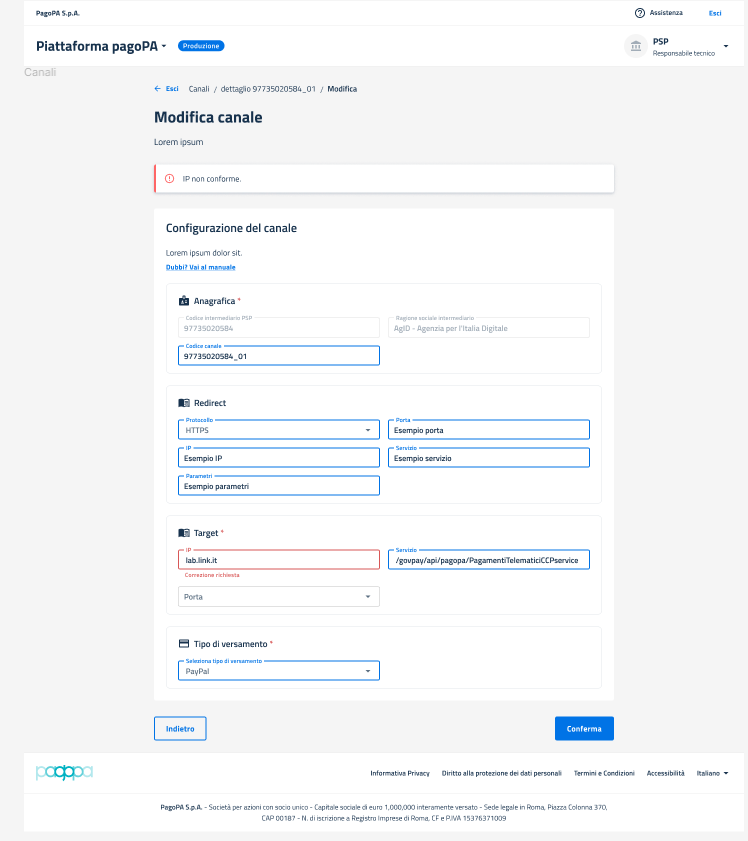 PagoPA S.p.A.
Assistenza
Esci
Piattaforma pagoPA
Produzione
PSP
Responsabile tecnico
Canali
Esci
Canali / dettaglio 97735020584_01 / Modifica
Modifica canale
Lorem ipsum
IP non conforme.
Configurazione del canale
Lorem ipsum dolor sit.
Dubbi? Vai al manuale
Anagrafica *
Codice intermediario PSP
97735020584
Ragione sociale intermediario
AgID - Agenzia per l'Italia Digitale
Codice canale
97735020584_01
Redirect
Protocollo
HTTPS
Porta
Esempio porta
IP
Esempio IP
Servizio
Esempio servizio
Parametri
Esempio parametri
Target *
IP
lab.link.it
Correzione richiesta
Servizio
/govpay/api/pagopa/PagamentiTelematiciCCPservice
Porta
Tipo di versamento *
Seleziona tipo di versamento
PayPal
Indietro
Conferma
pagopa
Informativa Privacy
Diritto alla protezione dei dati personali
Termini e Condizioni
Accessibilità
Italiano
PagoPA S.p.A. - Società per azioni con socio unico - Capitale sociale di euro 1,000,000 interamente versato - Sede legale in Roma, Piazza Colonna 370,
CAP 00187 - N. di iscrizione a Registro Imprese di Roma, CF e P.IVA 15376371009